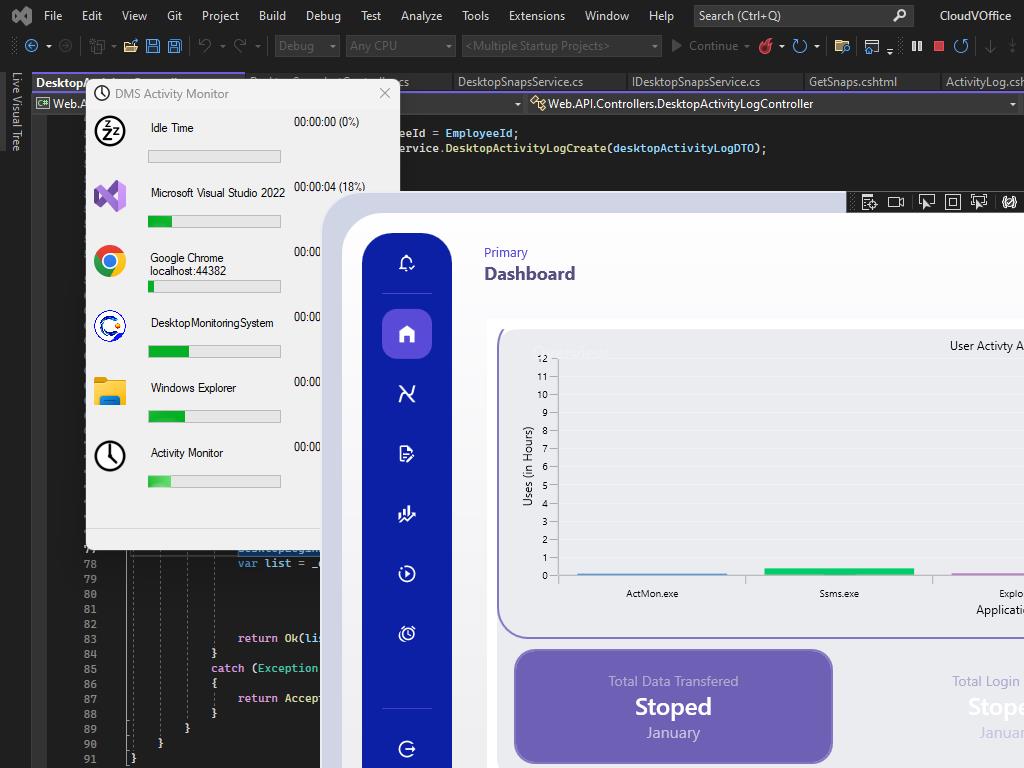 File Edit View Git Project Build Debug Test Analyze Tools Extensions Window Help Search (Ctrl+Q) CloudVOffice
Debug Any CPU <Multiple Startup Projects> Continue
DesktopSnapsService.cs IDesktopSnapsService.cs GetSnaps.cshtml ActivityLog.csh
Live Visual Tree
Web.A Web.API.Controllers.DesktopActivityLogController
eeId = EmployeeId;
ervice.DesktopActivityLogCreate(desktopActivityLogDTO);
DMS Activity Monitor
Idle Time 00:00:00 (0%)
Microsoft Visual Studio 2022 00:00:04 (18%)
Google Chrome 00:00
localhost:44382
DesktopMonitoringSystem 00:00
Windows Explorer 00:00
Activity Monitor 00:00
Primary
Dashboard
User Activty A
Uses (in Hours)
12
11
10
9
8
7
6
5
4
3
2
1
0
ActMon.exe Ssms.exe Explo
Applicati
Total Data Transfered
Stoped
January
Total Login
Stope
Januar
78 var list = _
79
80
81
82
83 return Ok(lis
84 }
85 catch (Exception
86 {
87 return Accept
88 }
89 }
90 }
91 }